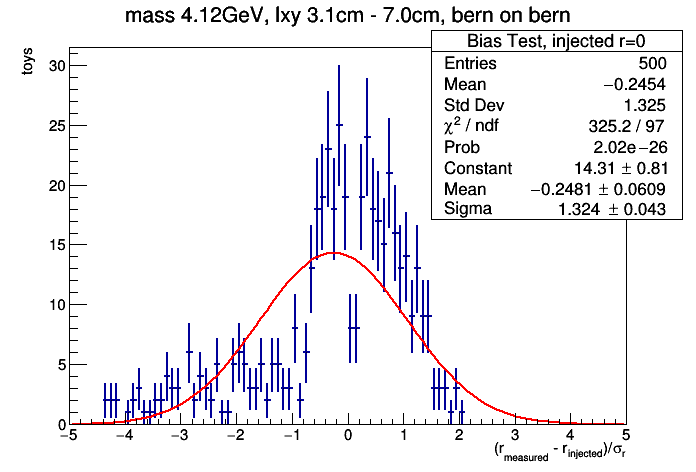 mass 4.12GeV, lxy 3.1cm - 7.0cm, bern on bern
Bias Test, injected r=0
Entries 500
Mean −0.2454
Std Dev 1.325
χ² / ndf 325.2 / 97
Prob 2.02e−26
Constant 14.31 ± 0.81
Mean −0.2481 ± 0.0609
Sigma 1.324 ± 0.043
toys
30
25
20
15
10
5
0
−5 −4 −3 −2 −1 0 1 2 3 4 5
(r_measured - r_injected)/σ_r